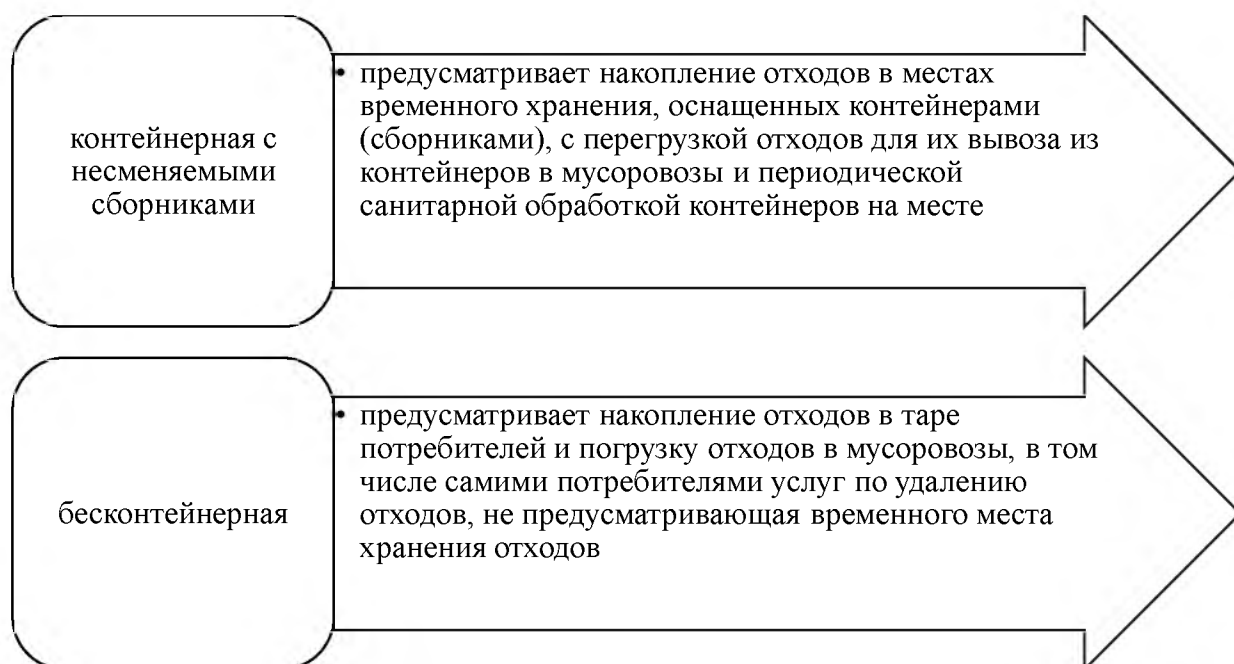 контейнерная с
несменяемыми
сборниками
• предусматривает накопление отходов в местах
временного хранения, оснащенных контейнерами
(сборниками), с перегрузкой отходов для их вывоза из
контейнеров в мусоровозы и периодической
санитарной обработкой контейнеров на месте
бесконтейнерная
• предусматривает накопление отходов в таре
потребителей и погрузку отходов в мусоровозы, в том
числе самими потребителями услуг по удалению
отходов, не предусматривающая временного места
хранения отходов